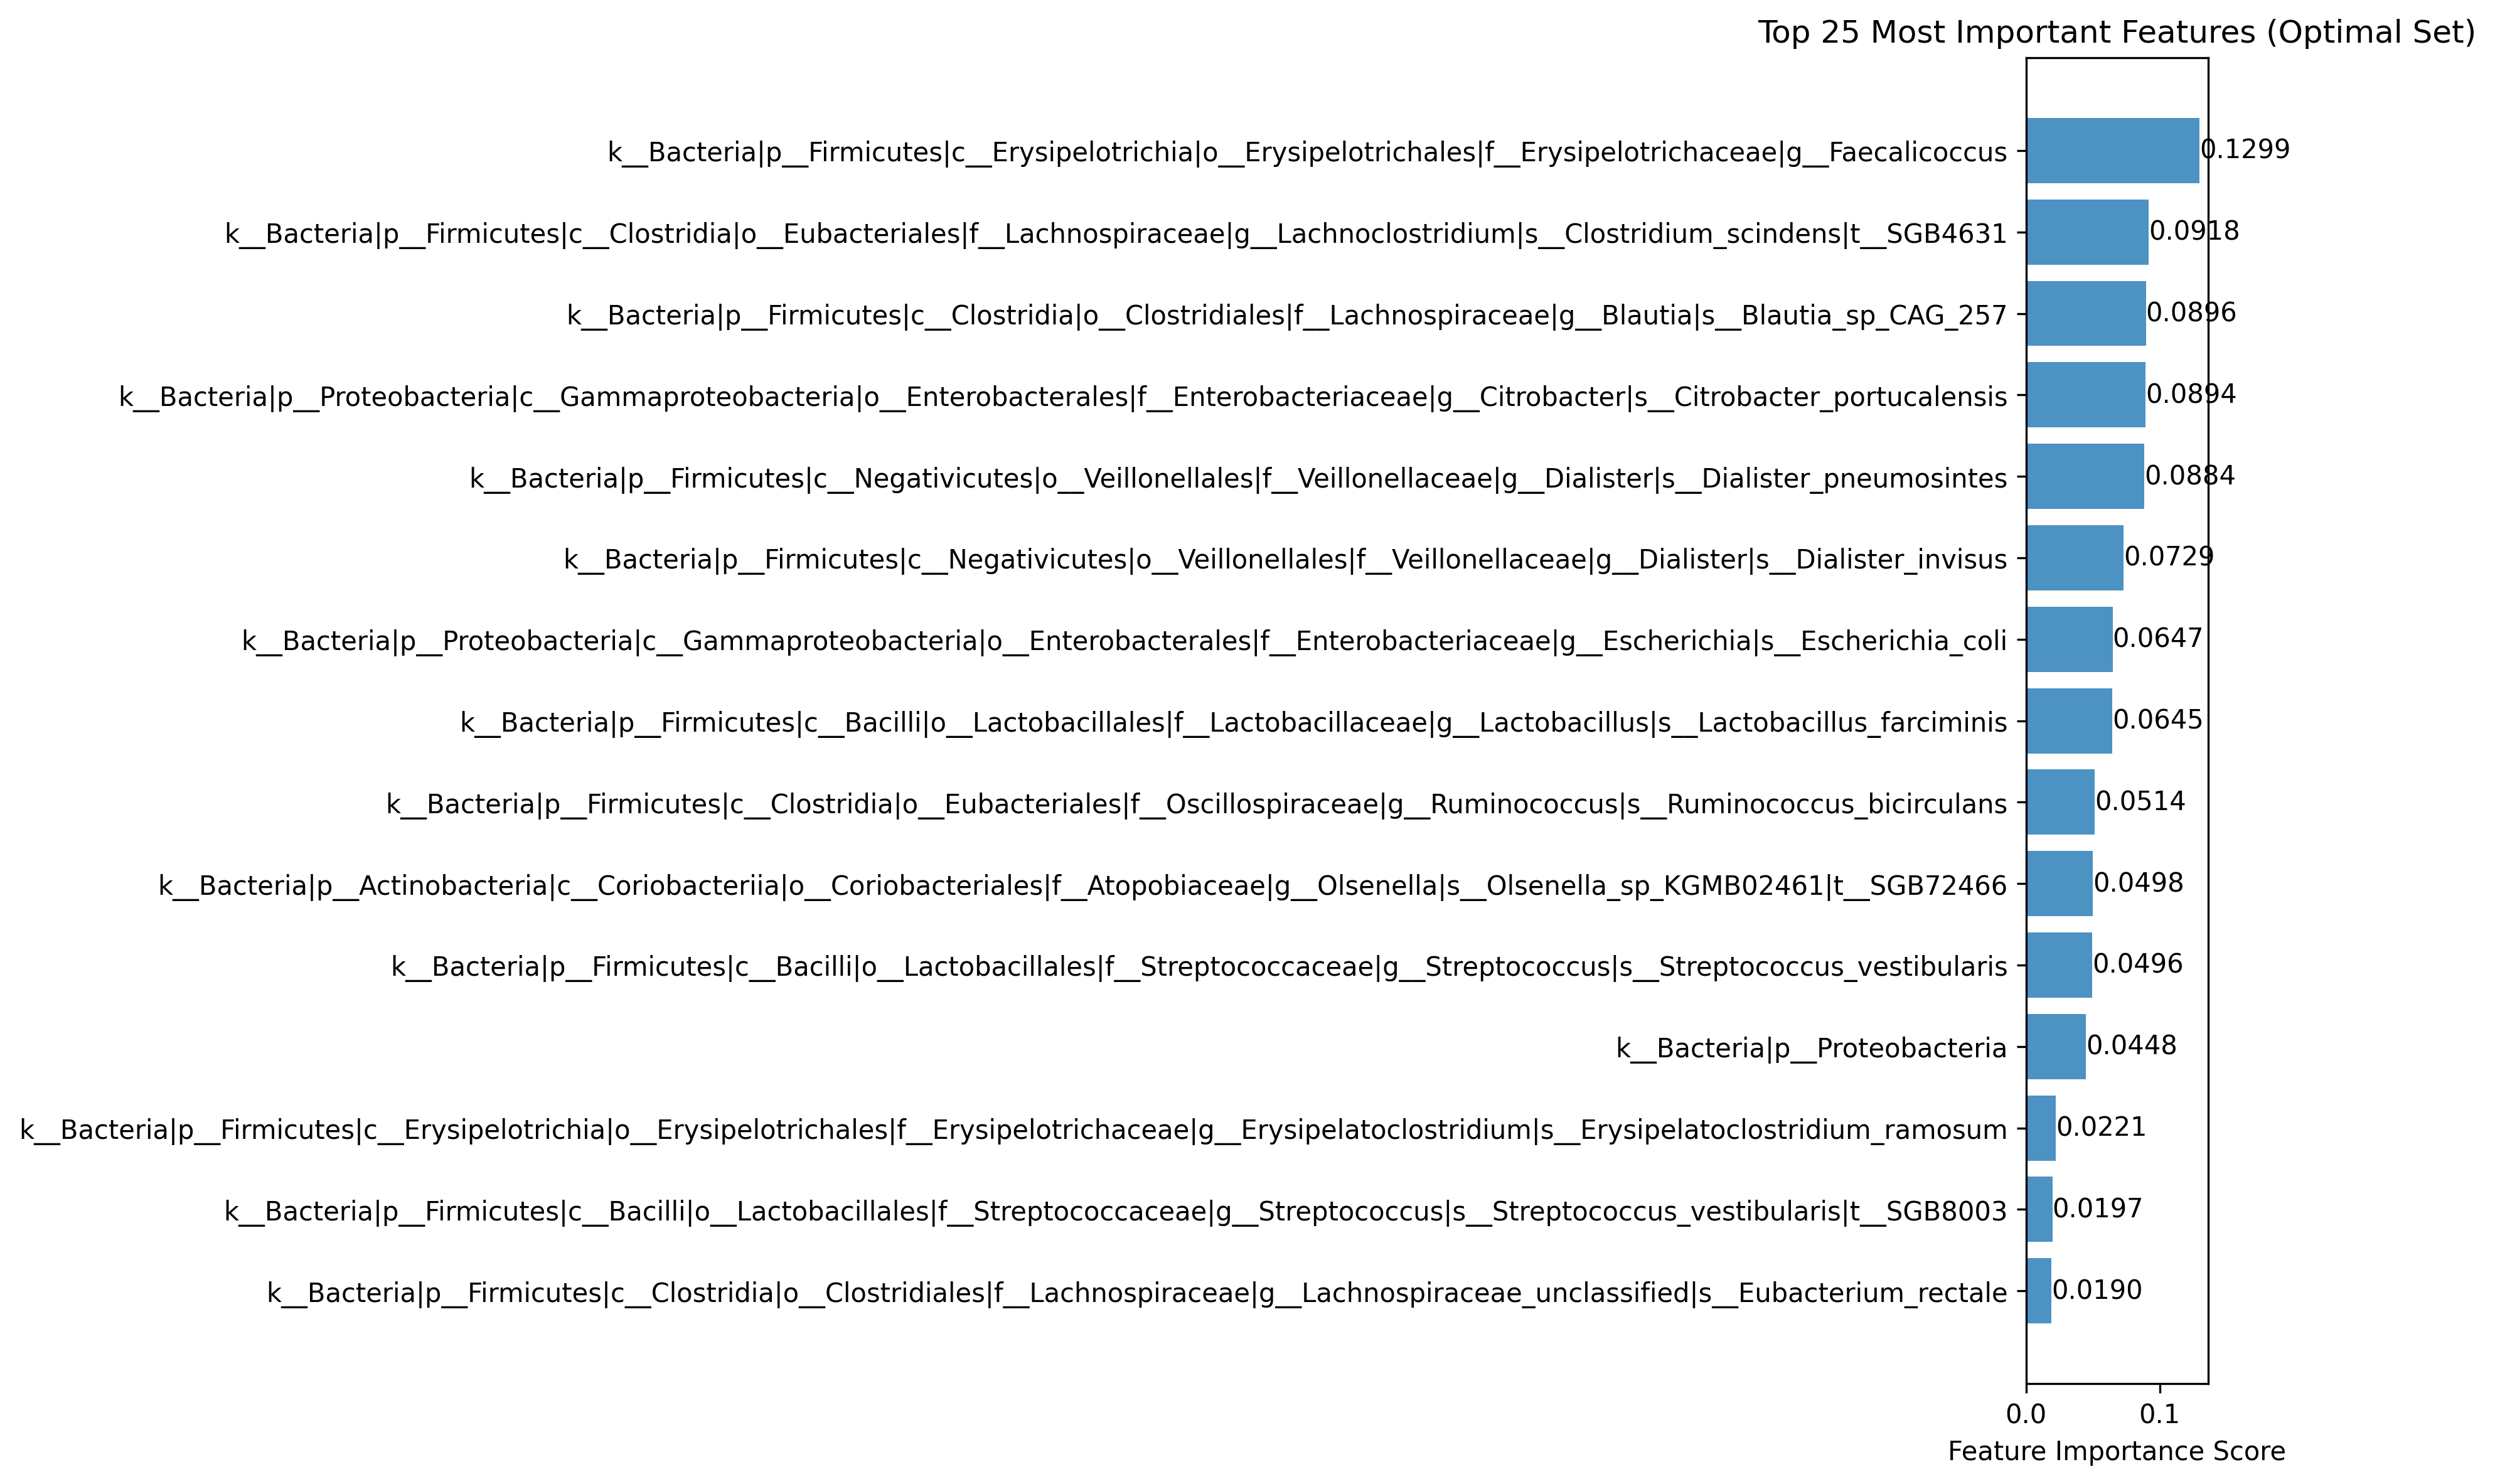 Top 25 Most Important Features (Optimal Set)
k__Bacteria|p__Firmicutes|c__Erysipelotrichia|o__Erysipelotrichales|f__Erysipelotrichaceae|g__Faecalicoccus 0.1299
k__Bacteria|p__Firmicutes|c__Clostridia|o__Eubacteriales|f__Lachnospiraceae|g__Lachnoclostridium|s__Clostridium_scindens|t__SGB4631 0.0918
k__Bacteria|p__Firmicutes|c__Clostridia|o__Clostridiales|f__Lachnospiraceae|g__Blautia|s__Blautia_sp_CAG_257 0.0896
k__Bacteria|p__Proteobacteria|c__Gammaproteobacteria|o__Enterobacterales|f__Enterobacteriaceae|g__Citrobacter|s__Citrobacter_portucalensis 0.0894
k__Bacteria|p__Firmicutes|c__Negativicutes|o__Veillonellales|f__Veillonellaceae|g__Dialister|s__Dialister_pneumosintes 0.0884
k__Bacteria|p__Firmicutes|c__Negativicutes|o__Veillonellales|f__Veillonellaceae|g__Dialister|s__Dialister_invisus 0.0729
k__Bacteria|p__Proteobacteria|c__Gammaproteobacteria|o__Enterobacterales|f__Enterobacteriaceae|g__Escherichia|s__Escherichia_coli 0.0647
k__Bacteria|p__Firmicutes|c__Bacilli|o__Lactobacillales|f__Lactobacillaceae|g__Lactobacillus|s__Lactobacillus_farciminis 0.0645
k__Bacteria|p__Firmicutes|c__Clostridia|o__Eubacteriales|f__Oscillospiraceae|g__Ruminococcus|s__Ruminococcus_bicirculans 0.0514
k__Bacteria|p__Actinobacteria|c__Coriobacteriia|o__Coriobacteriales|f__Atopobiaceae|g__Olsenella|s__Olsenella_sp_KGMB02461|t__SGB72466 0.0498
k__Bacteria|p__Firmicutes|c__Bacilli|o__Lactobacillales|f__Streptococcaceae|g__Streptococcus|s__Streptococcus_vestibularis 0.0496
k__Bacteria|p__Proteobacteria 0.0448
k__Bacteria|p__Firmicutes|c__Erysipelotrichia|o__Erysipelotrichales|f__Erysipelotrichaceae|g__Erysipelatoclostridium|s__Erysipelatoclostridium_ramosum 0.0221
k__Bacteria|p__Firmicutes|c__Bacilli|o__Lactobacillales|f__Streptococcaceae|g__Streptococcus|s__Streptococcus_vestibularis|t__SGB8003 0.0197
k__Bacteria|p__Firmicutes|c__Clostridia|o__Clostridiales|f__Lachnospiraceae|g__Lachnospiraceae_unclassified|s__Eubacterium_rectale 0.0190
0.0 0.1
Feature Importance Score